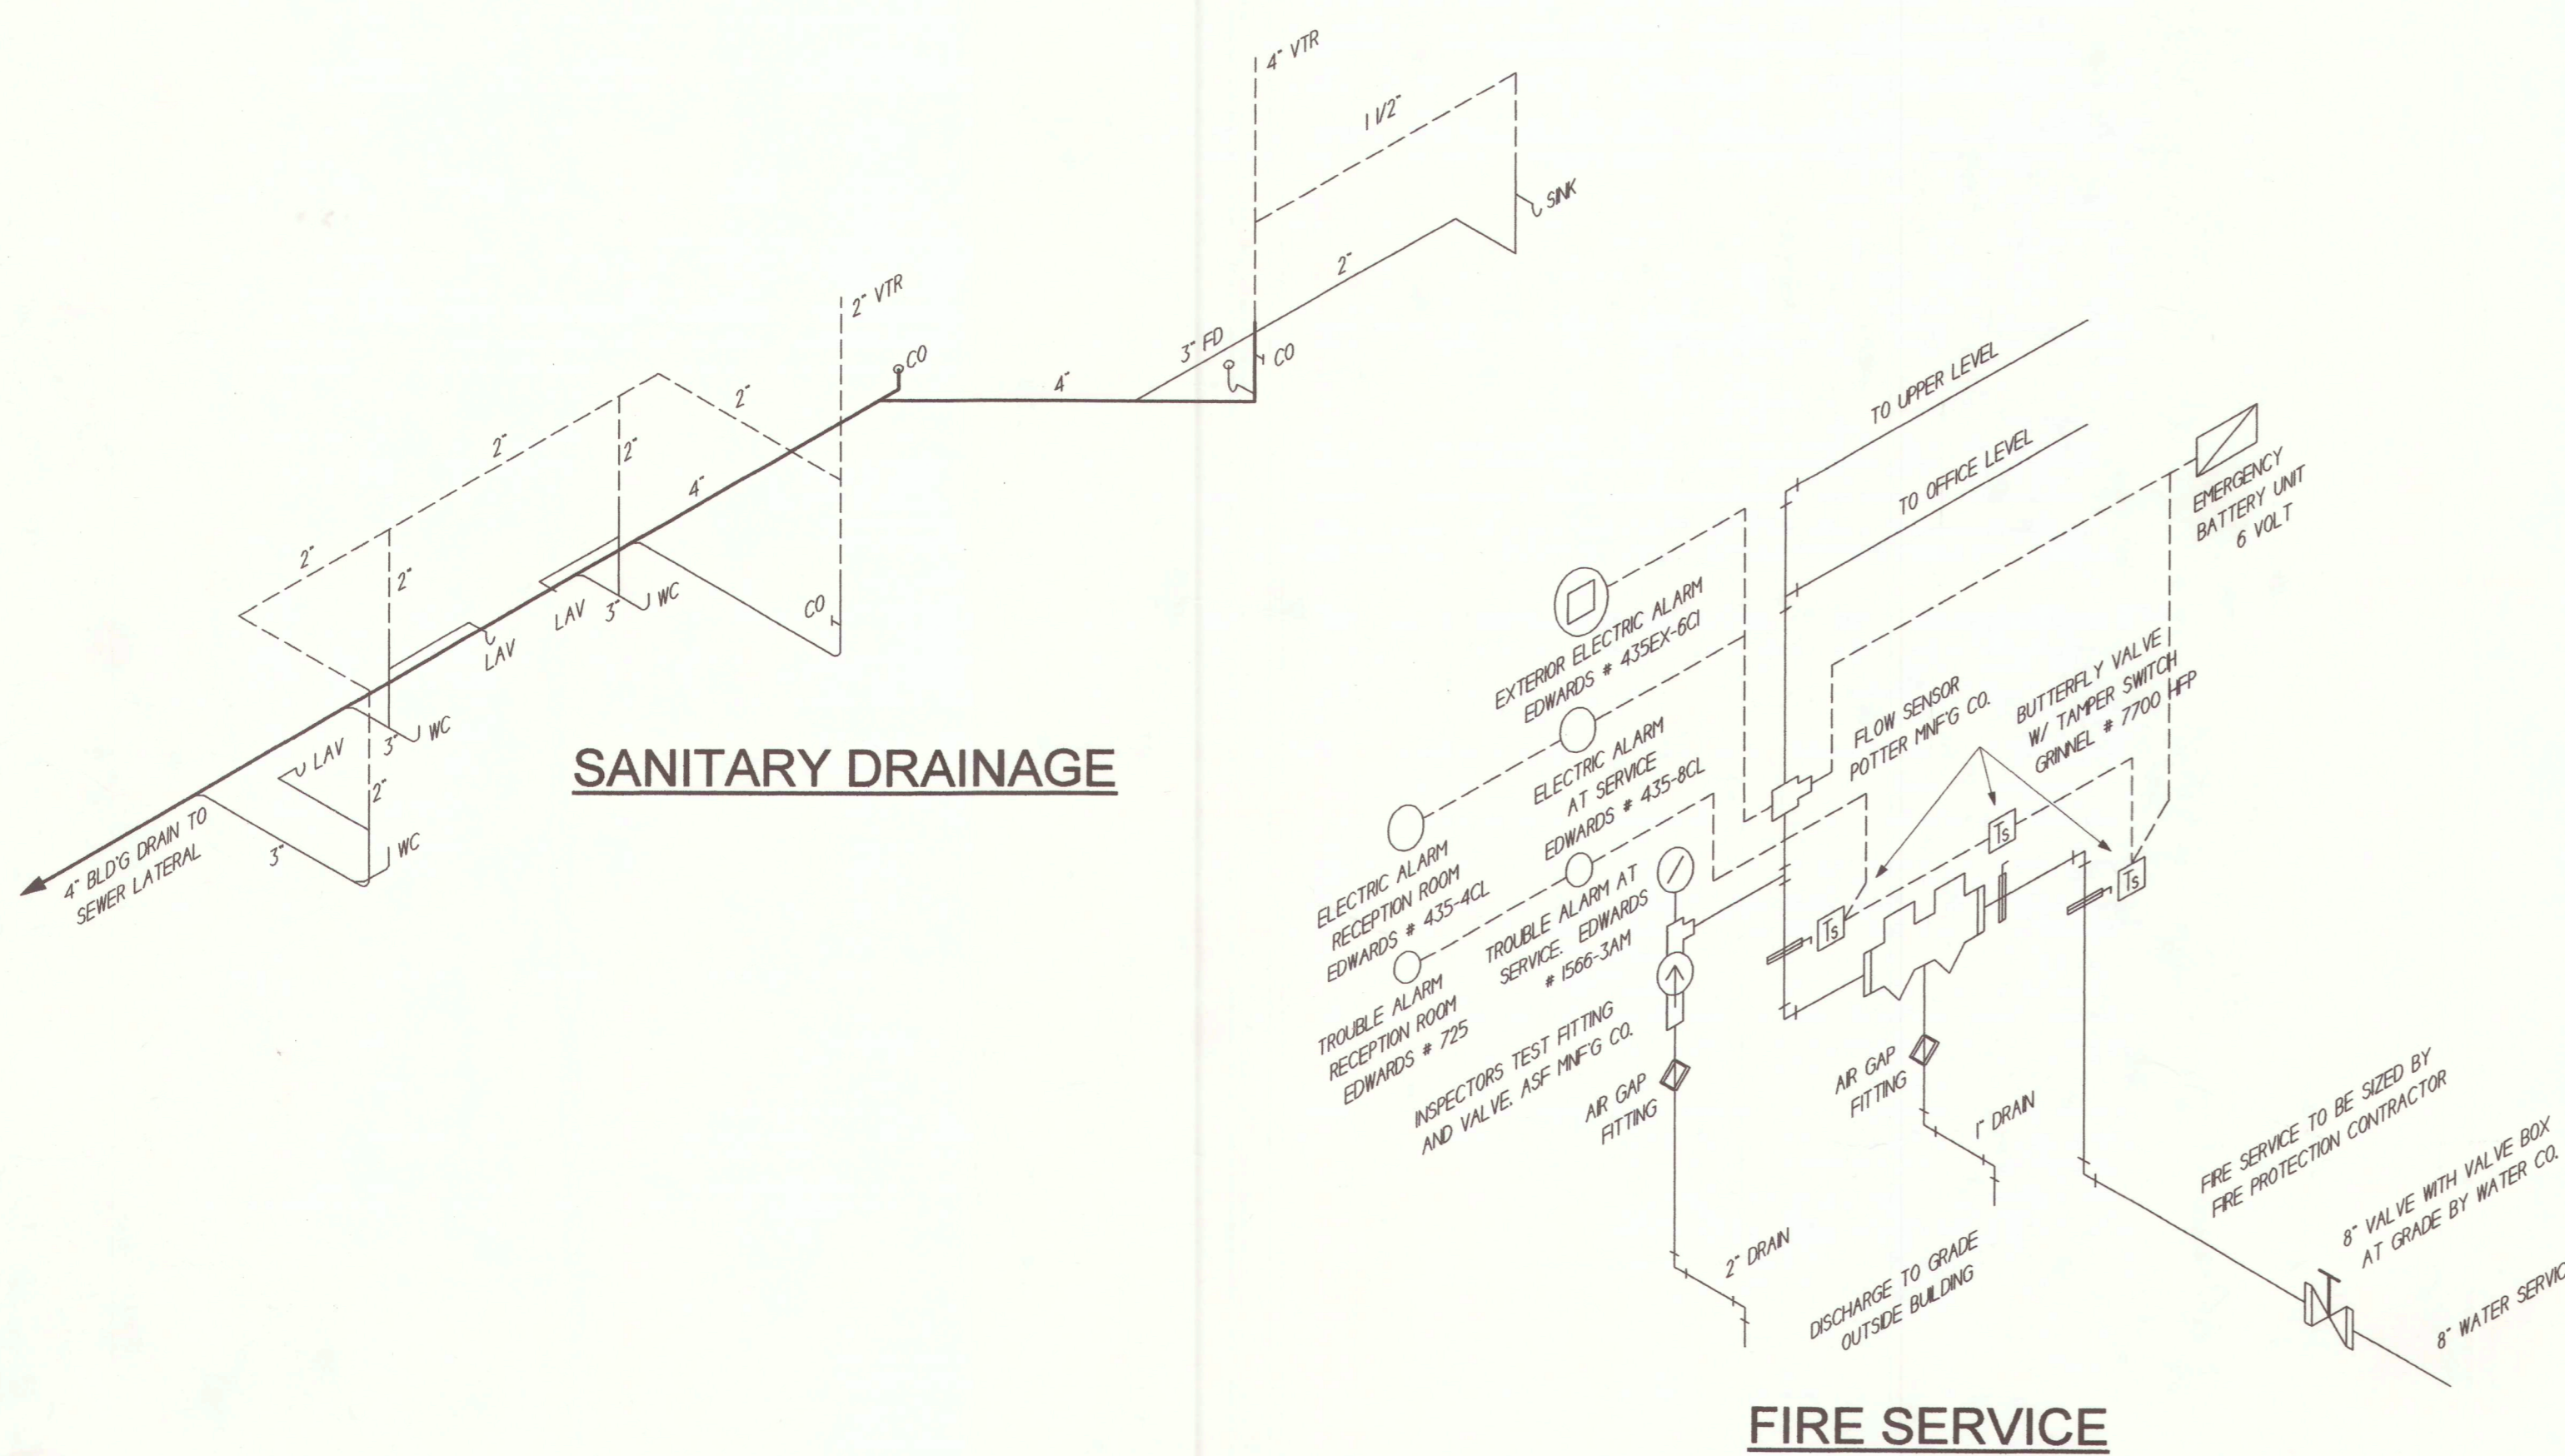 4" VTR
1 1/2"
SINK
2"
2" VTR
3" FD
CO
CO
4"
2"
2"
2"
4"
2"
2"
CO
LAV
3"
WC
LAV
LAV
3"
WC
2"
WC
3"
4" BLD'G DRAIN TO
SEWER LATERAL
SANITARY DRAINAGE
TO UPPER LEVEL
TO OFFICE LEVEL
EMERGENCY
BATTERY UNIT
6 VOLT
EXTERIOR ELECTRIC ALARM
EDWARDS # 435EX-6CI
ELECTRIC ALARM
AT SERVICE
EDWARDS # 435-8CL
FLOW SENSOR
POTTER MNF'G CO.
BUTTERFLY VALVE
W/ TAMPER SWITCH
GRINNEL # 7700 HFP
Ts
Ts
Ts
ELECTRIC ALARM
RECEPTION ROOM
EDWARDS # 435-4CL
TROUBLE ALARM AT
SERVICE. EDWARDS
# 1566-3AM
TROUBLE ALARM
RECEPTION ROOM
EDWARDS # 725
INSPECTORS TEST FITTING
AND VALVE. ASF MNF'G CO.
AIR GAP
FITTING
AIR GAP
FITTING
1" DRAIN
2" DRAIN
DISCHARGE TO GRADE
OUTSIDE BUILDING
FIRE SERVICE TO BE SIZED BY
FIRE PROTECTION CONTRACTOR
8" VALVE WITH VALVE BOX
AT GRADE BY WATER CO.
8" WATER SERVIC
FIRE SERVICE